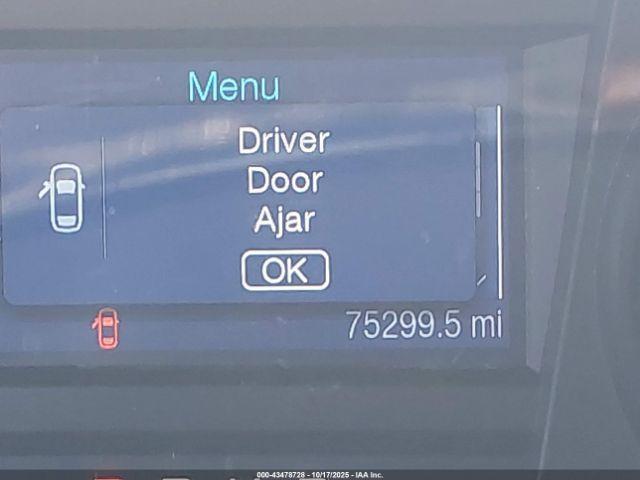 Menu
Driver
Door
Ajar
OK
75299.5 mi
000-43478728 - 10/17/2025 - IAA Inc.